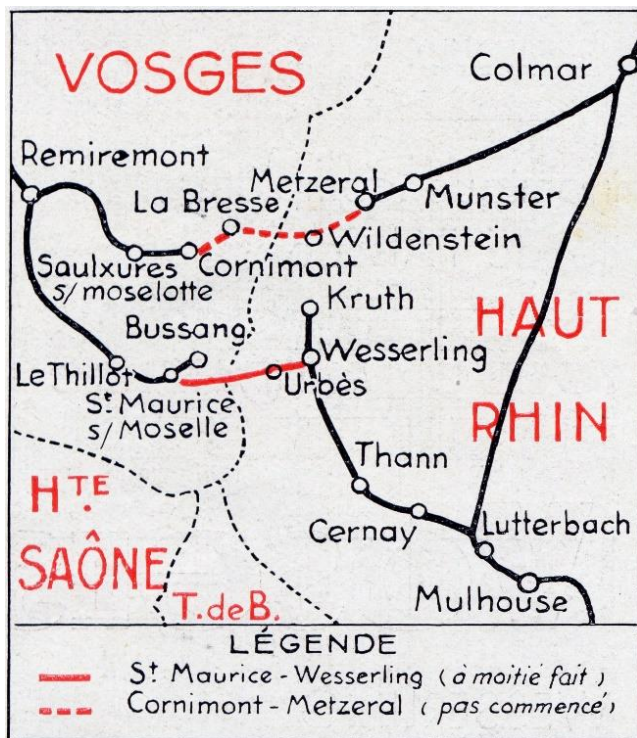 VOSGES
Colmar
Remiremont
La Bresse
Metzeral
Munster
Wildenstein
Saulxures
s/ moselotte
Cornimont
Kruth
HAUT
RHIN
Bussang
Wesserling
Le Thillot
Urbès
St Maurice
s/ Moselle
Thann
HTE
SAÔNE
Cernay
Lutterbach
T. de B.
Mulhouse
LÉGENDE
St Maurice - Wesserling (à moitié fait)
Cornimont - Metzeral (pas commencé)